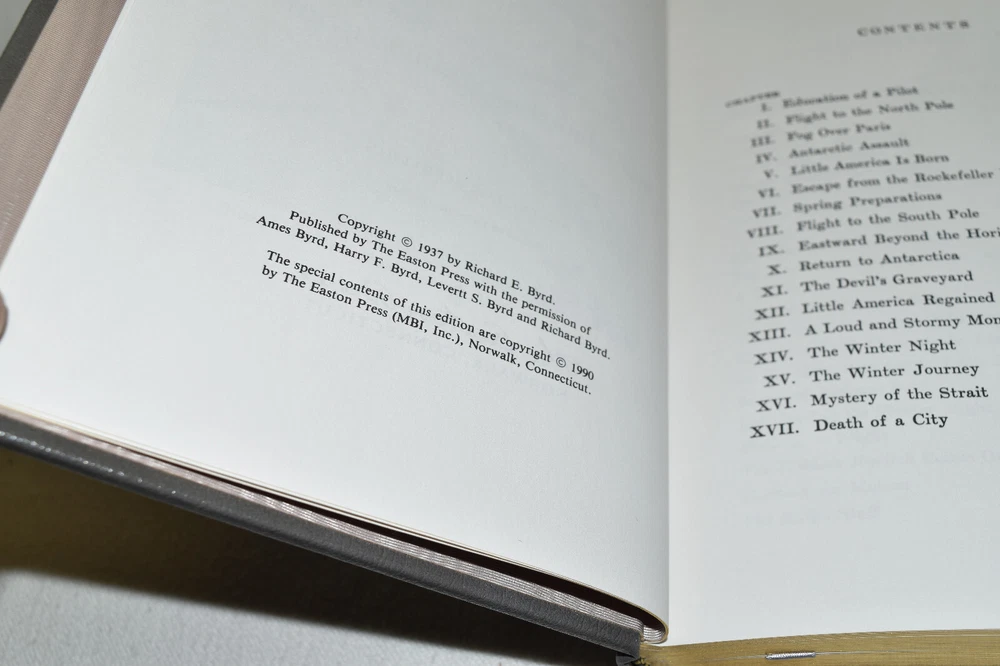 Copyright © 1937 by Richard E. Byrd.
Published by The Easton Press with the permission of
Ames Byrd, Harry F. Byrd, Levertt S. Byrd and Richard Byrd.
The special contents of this edition are copyright © 1990
by The Easton Press (MBI, Inc.), Norwalk, Connecticut.
CONTENTS
CHAPTER
I. Education of a Pilot
II. Flight to the North Pole
III. Fog Over Paris
IV. Antarctic Assault
V. Little America Is Born
VI. Escape from the Rockefeller
VII. Spring Preparations
VIII. Flight to the South Pole
IX. Eastward Beyond the Hori
X. Return to Antarctica
XI. The Devil's Graveyard
XII. Little America Regained
XIII. A Loud and Stormy Mon
XIV. The Winter Night
XV. The Winter Journey
XVI. Mystery of the Strait
XVII. Death of a City